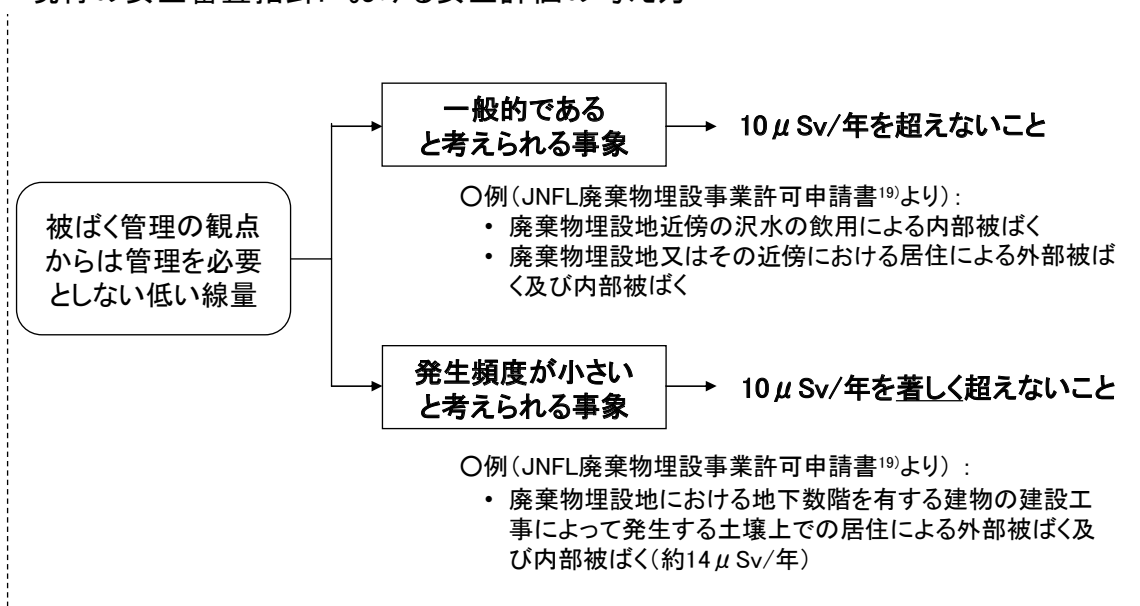 一般的である
と考えられる事象
10μSv/年を超えないこと
○例(JNFL廃棄物埋設事業許可申請書19)より):
• 廃棄物埋設地近傍の沢水の飲用による内部被ばく
• 廃棄物埋設地又はその近傍における居住による外部被ば
く及び内部被ばく
被ばく管理の観点
からは管理を必要
としない低い線量
発生頻度が小さい
と考えられる事象
10μSv/年を著しく超えないこと
○例(JNFL廃棄物埋設事業許可申請書19)より) :
• 廃棄物埋設地における地下数階を有する建物の建設工
事によって発生する土壌上での居住による外部被ばく及
び内部被ばく(約14μSv/年)